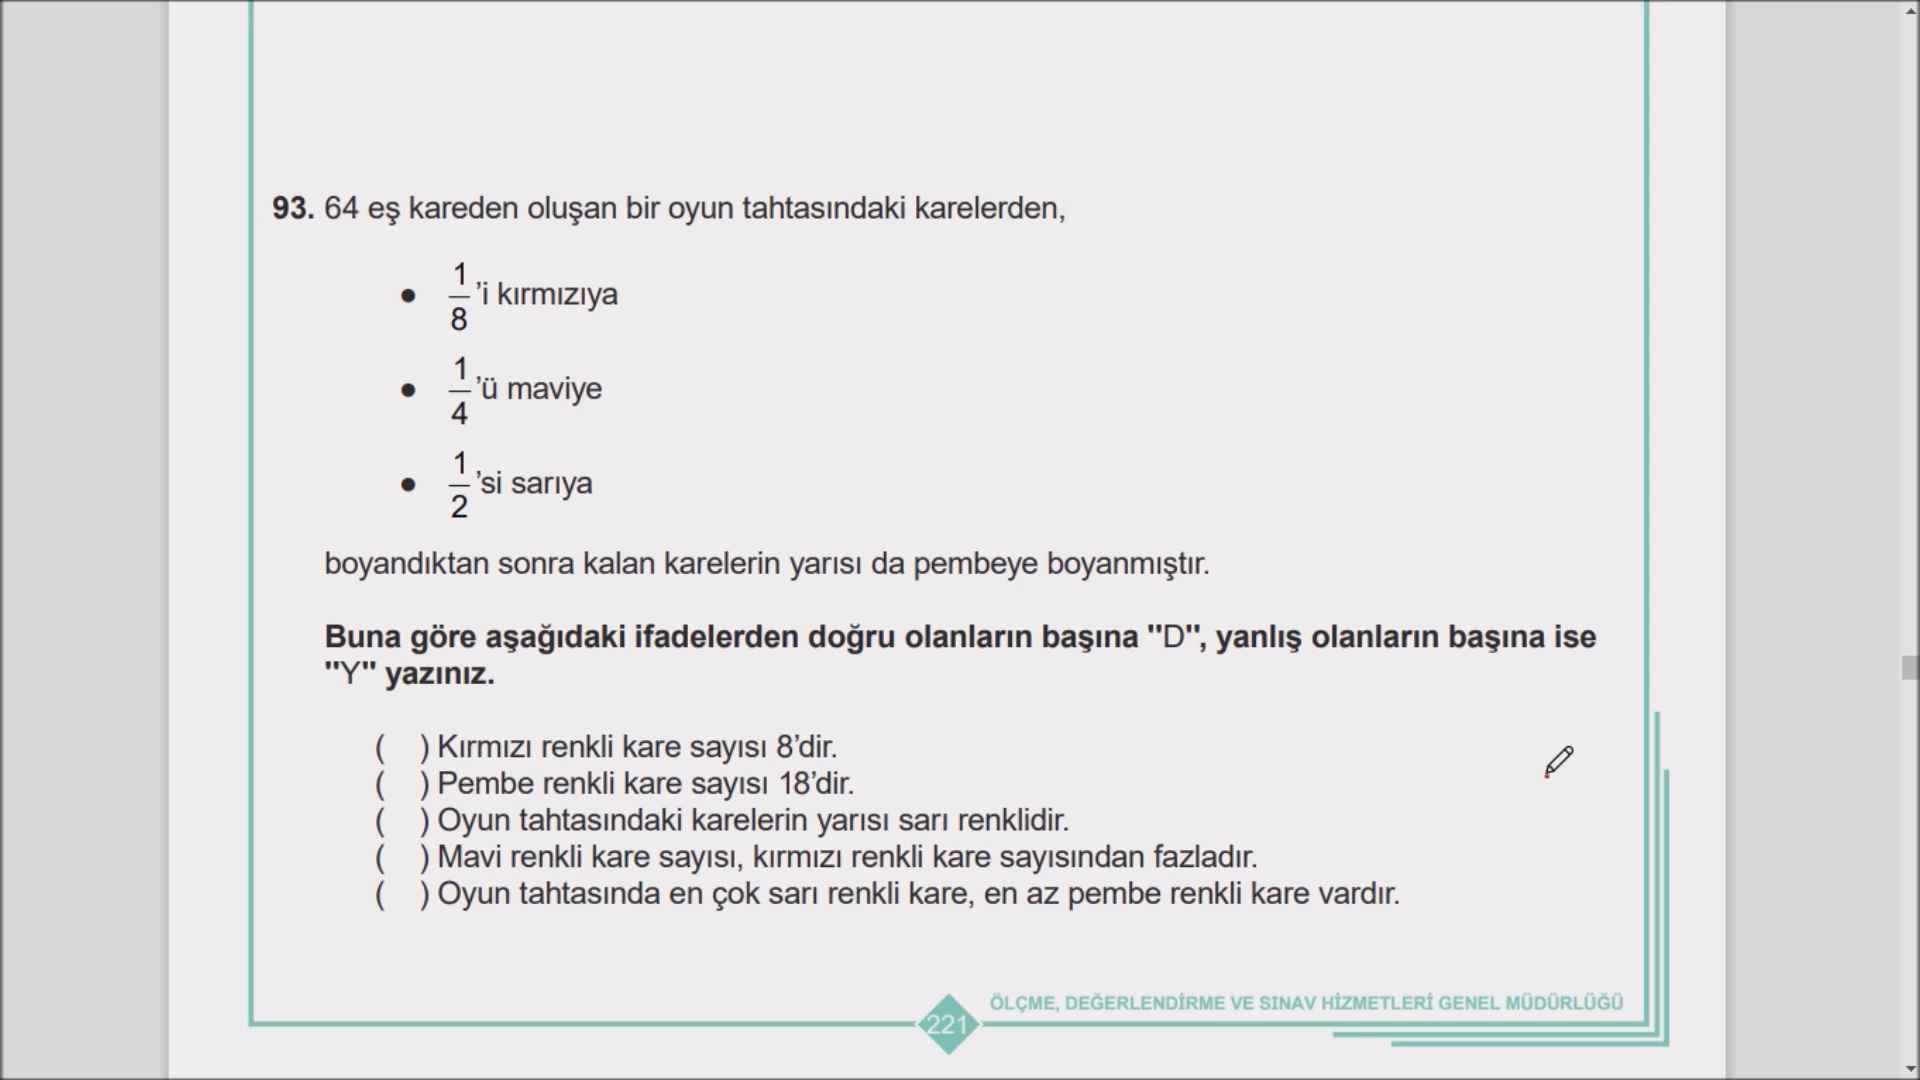 93. 64 eş kareden oluşan bir oyun tahtasındaki karelerden,
● 1/8 ’i kırmızıya
● 1/4 ’ü maviye
● 1/2 ’si sarıya
boyandıktan sonra kalan karelerin yarısı da pembeye boyanmıştır.
Buna göre aşağıdaki ifadelerden doğru olanların başına "D", yanlış olanların başına ise
"Y" yazınız.
( ) Kırmızı renkli kare sayısı 8’dir.
( ) Pembe renkli kare sayısı 18’dir.
( ) Oyun tahtasındaki karelerin yarısı sarı renklidir.
( ) Mavi renkli kare sayısı, kırmızı renkli kare sayısından fazladır.
( ) Oyun tahtasında en çok sarı renkli kare, en az pembe renkli kare vardır.
ÖLÇME, DEĞERLENDİRME VE SINAV HİZMETLERİ GENEL MÜDÜRLÜĞÜ
221